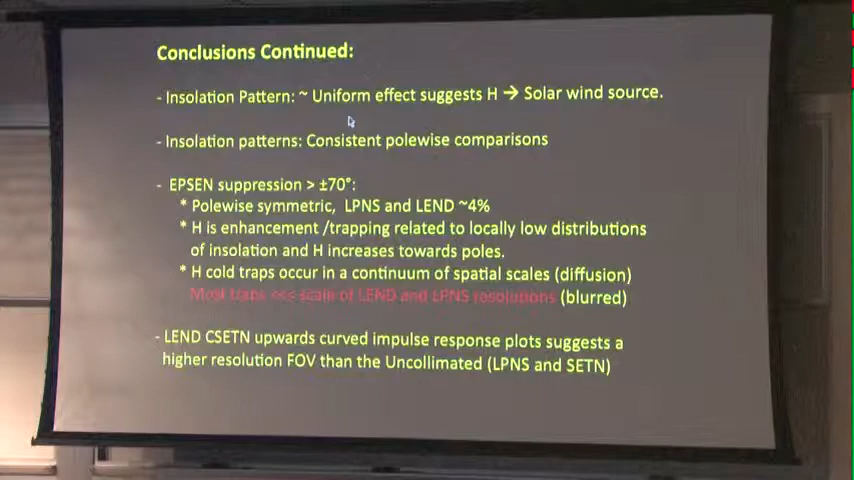 Conclusions Continued:
- Insolation Pattern: ~ Uniform effect suggests H → Solar wind source.
- Insolation patterns: Consistent polewise comparisons
- EPSEN suppression > ±70°:
* Polewise symmetric, LPNS and LEND ~4%
* H is enhancement /trapping related to locally low distributions
of insolation and H increases towards poles.
* H cold traps occur in a continuum of spatial scales (diffusion)
Most traps <<< scale of LEND and LPNS resolutions (blurred)
- LEND CSETN upwards curved impulse response plots suggests a
higher resolution FOV than the Uncollimated (LPNS and SETN)